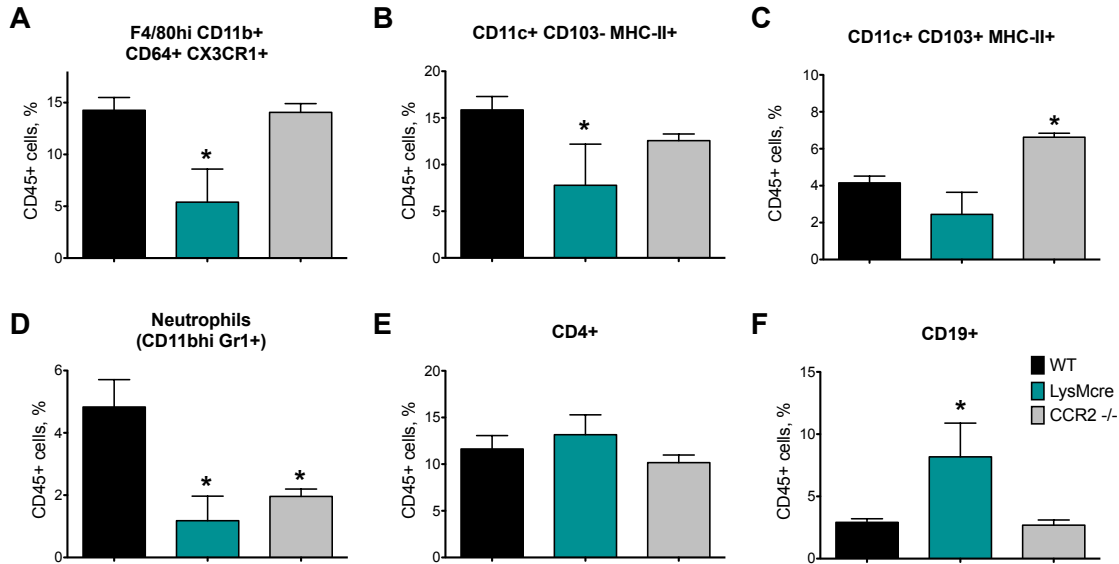 A
F4/80hi CD11b+
CD64+ CX3CR1+
CD45+ cells, %
15
10
5
0
*
B
CD11c+ CD103- MHC-II+
CD45+ cells, %
20
15
10
5
0
*
C
CD11c+ CD103+ MHC-II+
CD45+ cells, %
10
8
6
4
2
0
*
D
Neutrophils
(CD11bhi Gr1+)
CD45+ cells, %
6
4
2
0
*
*
E
CD4+
CD45+ cells, %
20
15
10
5
0
F
CD19+
CD45+ cells, %
15
10
5
0
*
WT
LysMcre
CCR2 -/-